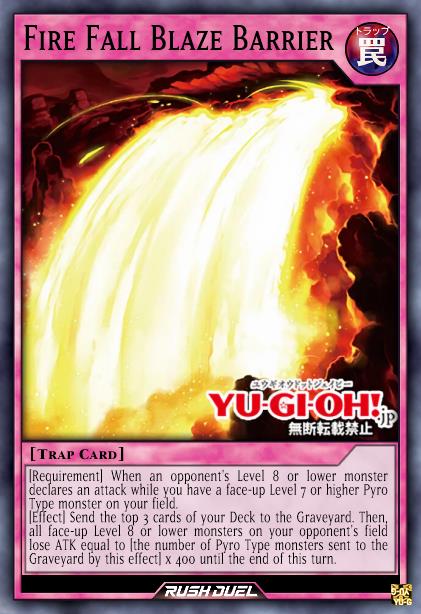 FIRE FALL BLAZE BARRIER
トラップ
罠
ユウギオウドットジェイピー
YU-GI-OH!.jp
無断転載禁止
[TRAP CARD]
[Requirement] When an opponent's Level 8 or lower monster
declares an attack while you have a face-up Level 7 or higher Pyro
Type monster on your field.
[Effect] Send the top 3 cards of your Deck to the Graveyard. Then,
all face-up Level 8 or lower monsters on your opponent's field
lose ATK equal to [the number of Pyro Type monsters sent to the
Graveyard by this effect] x 400 until the end of this turn.
RUSH DUEL